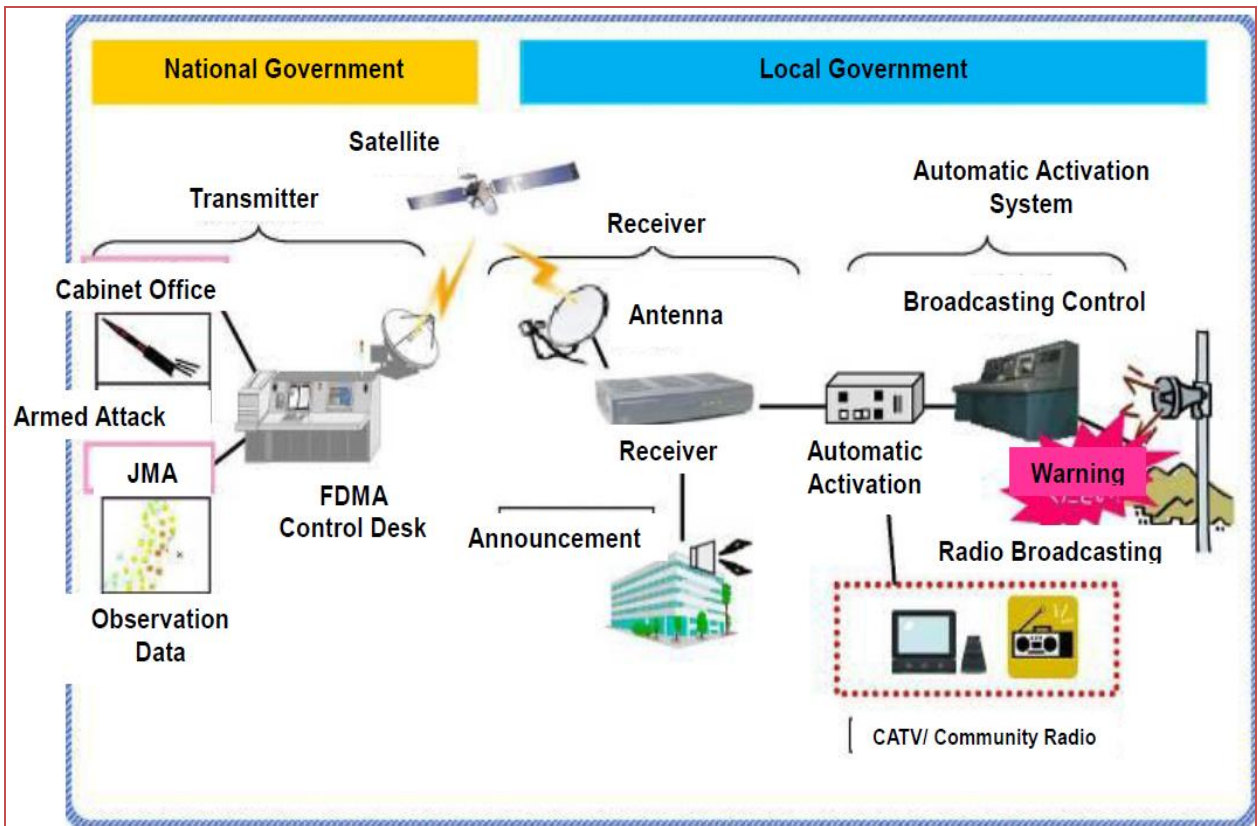 National Government
Local Government
Satellite
Transmitter
Receiver
Automatic Activation
System
Cabinet Office
Antenna
Broadcasting Control
Armed Attack
JMA
FDMA
Control Desk
Receiver
Automatic
Activation
Warning
Announcement
Radio Broadcasting
Observation
Data
CATV/ Community Radio